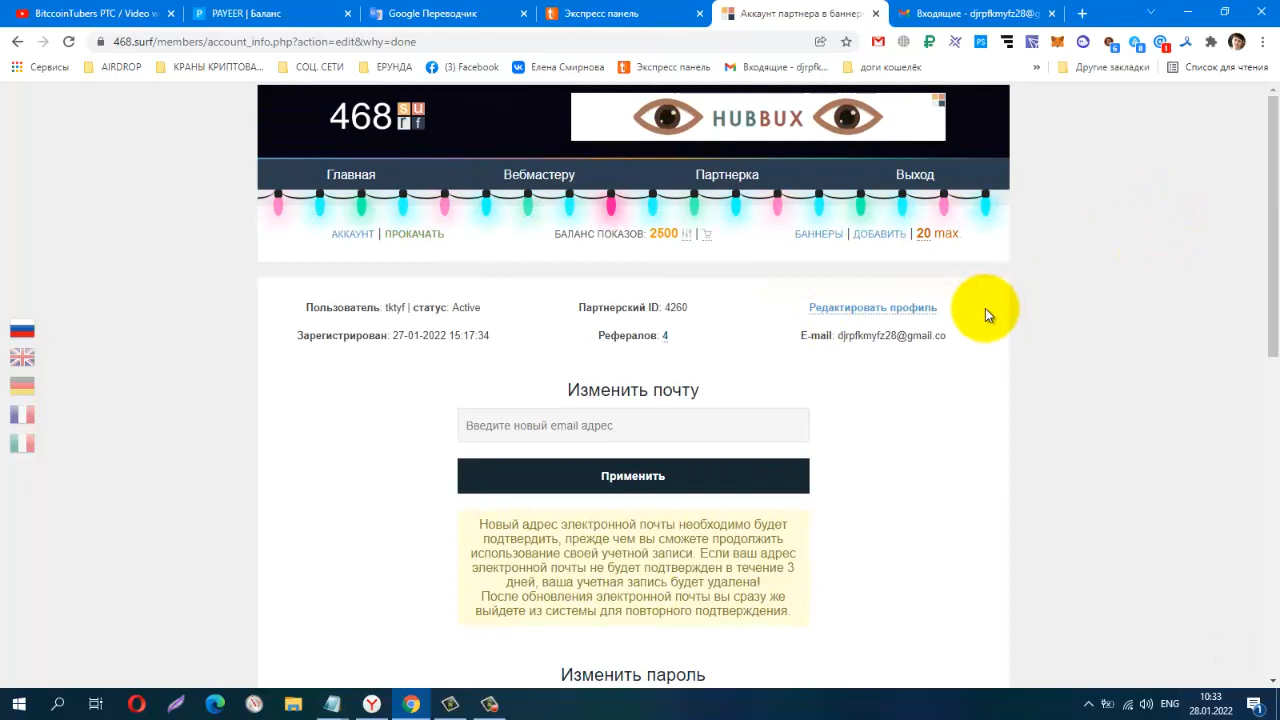 BitccoinTubers PTC / Video
PAYEER | Баланс
Google Переводчик
Экспресс панель
Аккаунт партнера в баннерн
Входящие - djrpfkmyfz28@g
468.surf/member/account_info.php?action=edit&why=done
Сервисы
AIRDROP
КРАНЫ КРИПТОВА...
СОЦ. СЕТИ
ЕРУНДА
(3) Facebook
Елена Смирнова
Экспресс панель
Входящие - djrpfk...
доги кошелёк
»
Другие закладки
Список для чтения
468 su
rf
HUBBUX
Главная
Вебмастеру
Партнерка
Выход
АККАУНТ | ПРОКАЧАТЬ
БАЛАНС ПОКАЗОВ: 2500 |
БАННЕРЫ | ДОБАВИТЬ | 20 max.
Пользователь: tktyf | статус: Active
Партнерский ID: 4260
Редактировать профиль
Зарегистрирован: 27-01-2022 15:17:34
Рефералов: 4
E-mail: djrpfkmyfz28@gmail.co
Изменить почту
Введите новый email адрес
Применить
Новый адрес электронной почты необходимо будет
подтвердить, прежде чем вы сможете продолжить
использование своей учетной записи. Если ваш адрес
электронной почты не будет подтвержден в течение 3
дней, ваша учетная запись будет удалена!
После обновления электронной почты вы сразу же
выйдете из системы для повторного подтверждения.
Изменить пароль
ENG
10:33
28.01.2022